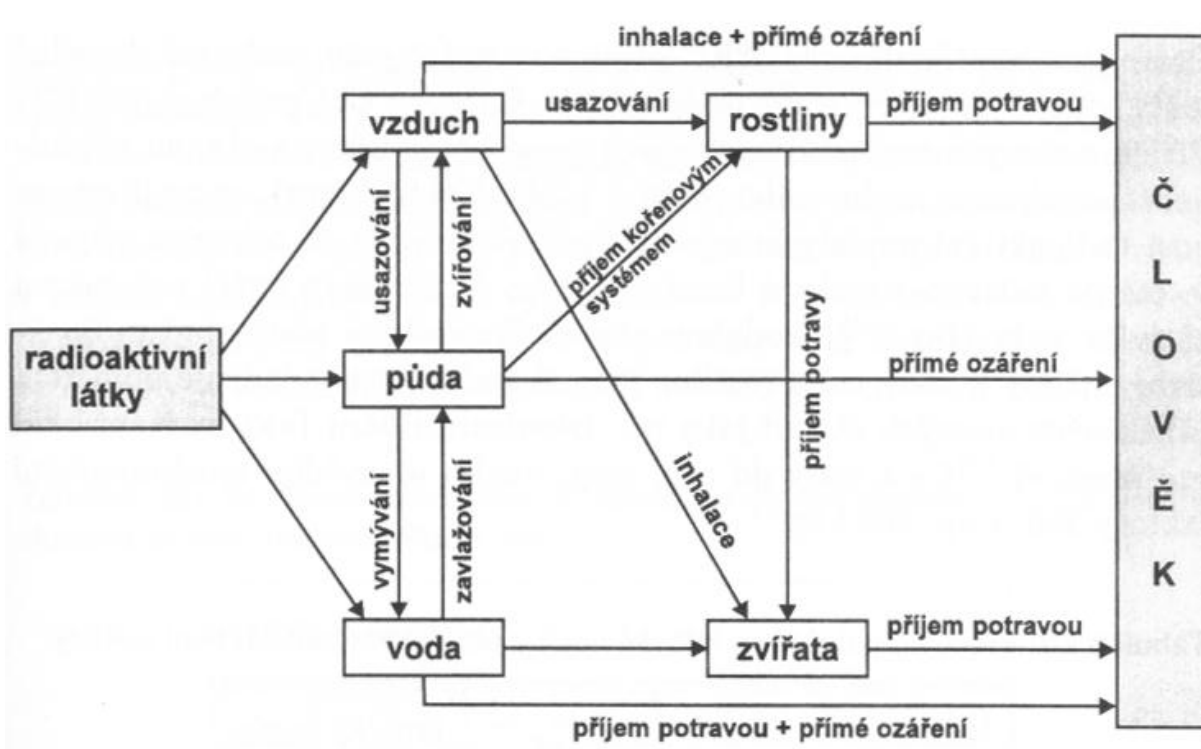 inhalace + přímé ozáření
vzduch
usazování
rostliny
příjem potravou
usazování
zvířování
příjem kořenovým
systémem
radioaktivní
látky
půda
příjem potravy
přímé ozáření
inhalace
vymývání
zavlažování
voda
zvířata
příjem potravou
příjem potravou + přímé ozáření
Č
L
O
V
Ě
K